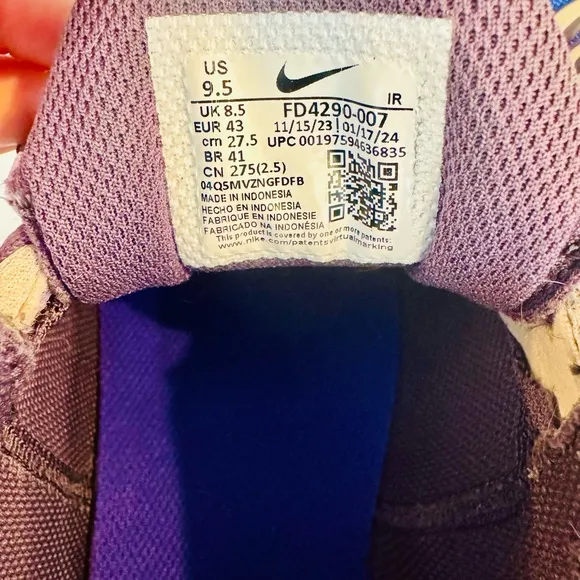 US
9.5
IR
UK 8.5 FD4290-007
EUR 43 11/15/23 01/17/24
cm 27.5 UPC 00197594636835
BR 41
CN 275(2.5)
04Q5MVZNGFDFB
MADE IN INDONESIA
HECHO EN INDONESIA
FABRIQUE EN INDONESIE
FABRICADO NA INDONÉSIA
This product is covered by one or more patents:
www.nike.com/patentsvirtualmarking